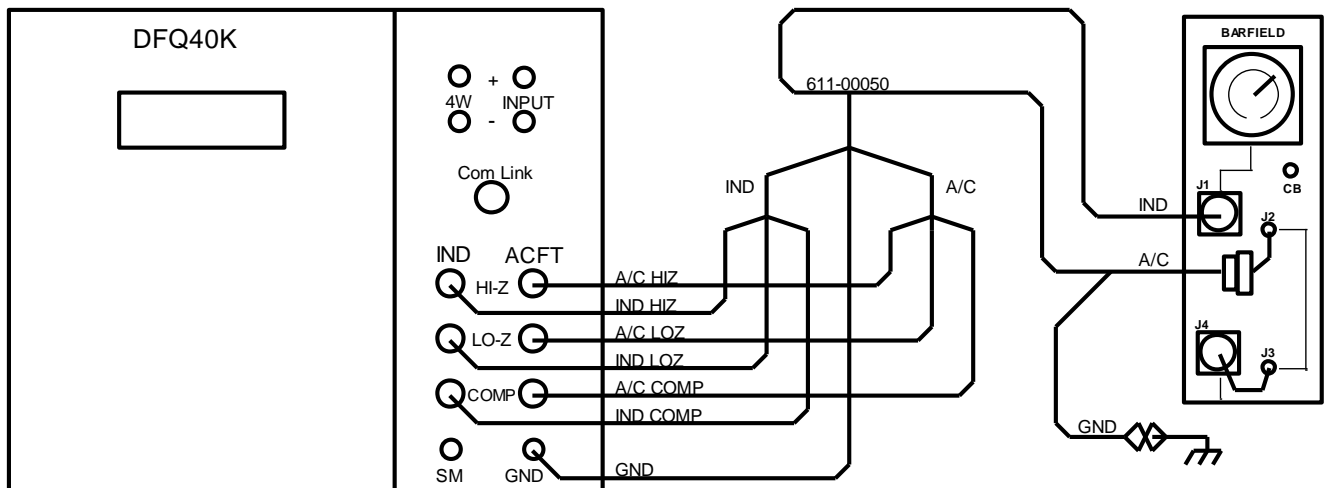 DFQ40K
+
4W INPUT
-
Com Link
IND ACFT
HI-Z
LO-Z
COMP
SM GND
A/C HIZ
IND HIZ
A/C LOZ
IND LOZ
A/C COMP
IND COMP
GND
IND
A/C
611-00050
IND
A/C
GND
BARFIELD
CB
J1
J2
J4
J3